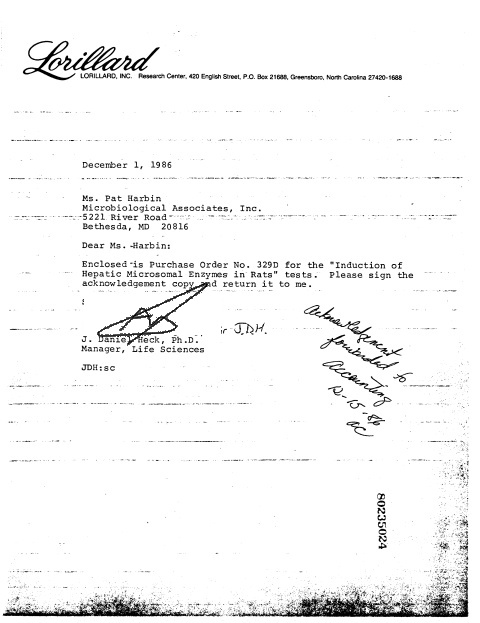 Lorillard
LORILLARD, INC. Research Center, 420 English Street, P.O. Box 21688, Greensboro, North Carolina 27420-1688
December 1, 1986
Ms. Pat Harbin
Microbiological Associates, Inc.
5221 River Road
Bethesda, MD 20816
Dear Ms. Harbin:
Enclosed is Purchase Order No. 329D for the "Induction of
Hepatic Microsomal Enzymes in Rats" tests. Please sign the
acknowledgement copy and return it to me.
J.D.H.
J. Daniel Heck, Ph.D.
Manager, Life Sciences
JDH:sc
Acknowledgement
forwarded to
Accounting
12-15-86
ac
80235024